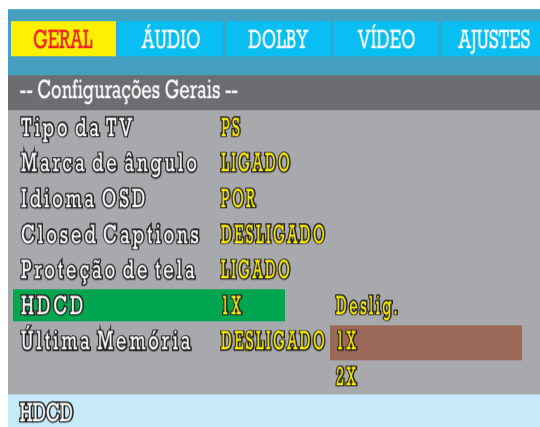 GERAL ÁUDIO DOLBY VÍDEO AJUSTES
-- Configurações Gerais --
Tipo da TV PS
Marca de ângulo LIGADO
Idioma OSD POR
Closed Captions DESLIGADO
Proteção de tela LIGADO
HDCD 1X Deslig.
Última Memória DESLIGADO 1X
2X
HDCD